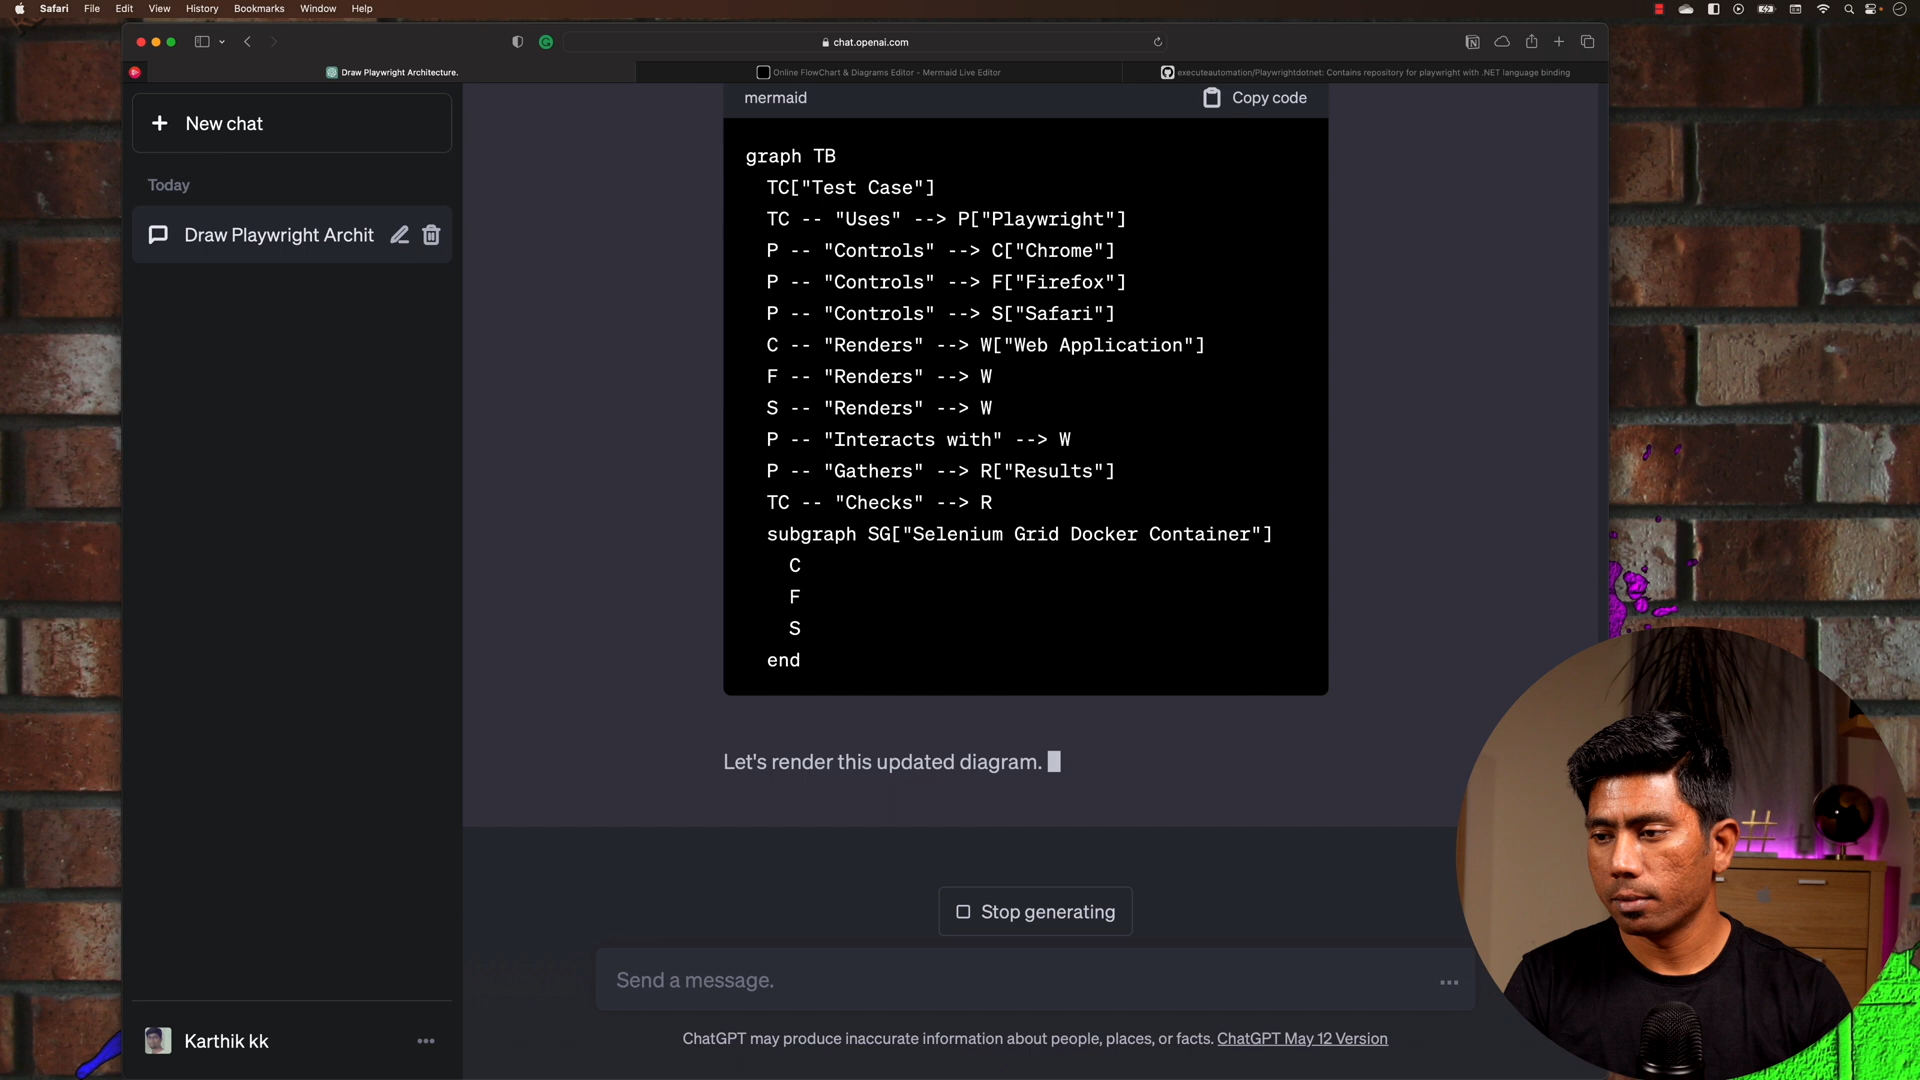 Safari File Edit View History Bookmarks Window Help
chat.openai.com
Draw Playwright Architecture.
Online FlowChart & Diagrams Editor - Mermaid Live Editor
executeautomation/Playwrightdotnet: Contains repository for playwright with .NET language binding
New chat
Today
Draw Playwright Archit
mermaid
Copy code
graph TB
TC["Test Case"]
TC -- "Uses" --> P["Playwright"]
P -- "Controls" --> C["Chrome"]
P -- "Controls" --> F["Firefox"]
P -- "Controls" --> S["Safari"]
C -- "Renders" --> W["Web Application"]
F -- "Renders" --> W
S -- "Renders" --> W
P -- "Interacts with" --> W
P -- "Gathers" --> R["Results"]
TC -- "Checks" --> R
subgraph SG["Selenium Grid Docker Container"]
C
F
S
end
Let's render this updated diagram.
Stop generating
Send a message.
ChatGPT may produce inaccurate information about people, places, or facts. ChatGPT May 12 Version
Karthik kk